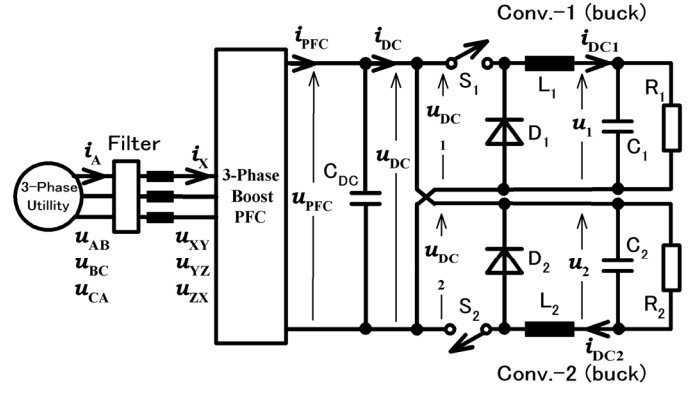 Conv.-1 (buck)
i_PFC
i_DC
S_1
i_DC1
L_1
R_1
u_DC
1
D_1
u_1
C_1
Filter
i_A
i_X
3-Phase
Boost
PFC
3-Phase
Utillity
C_DC
u_DC
u_PFC
u_AB
u_BC
u_CA
u_XY
u_YZ
u_ZX
u_DC
2
D_2
u_2
C_2
R_2
S_2
L_2
i_DC2
Conv.-2 (buck)